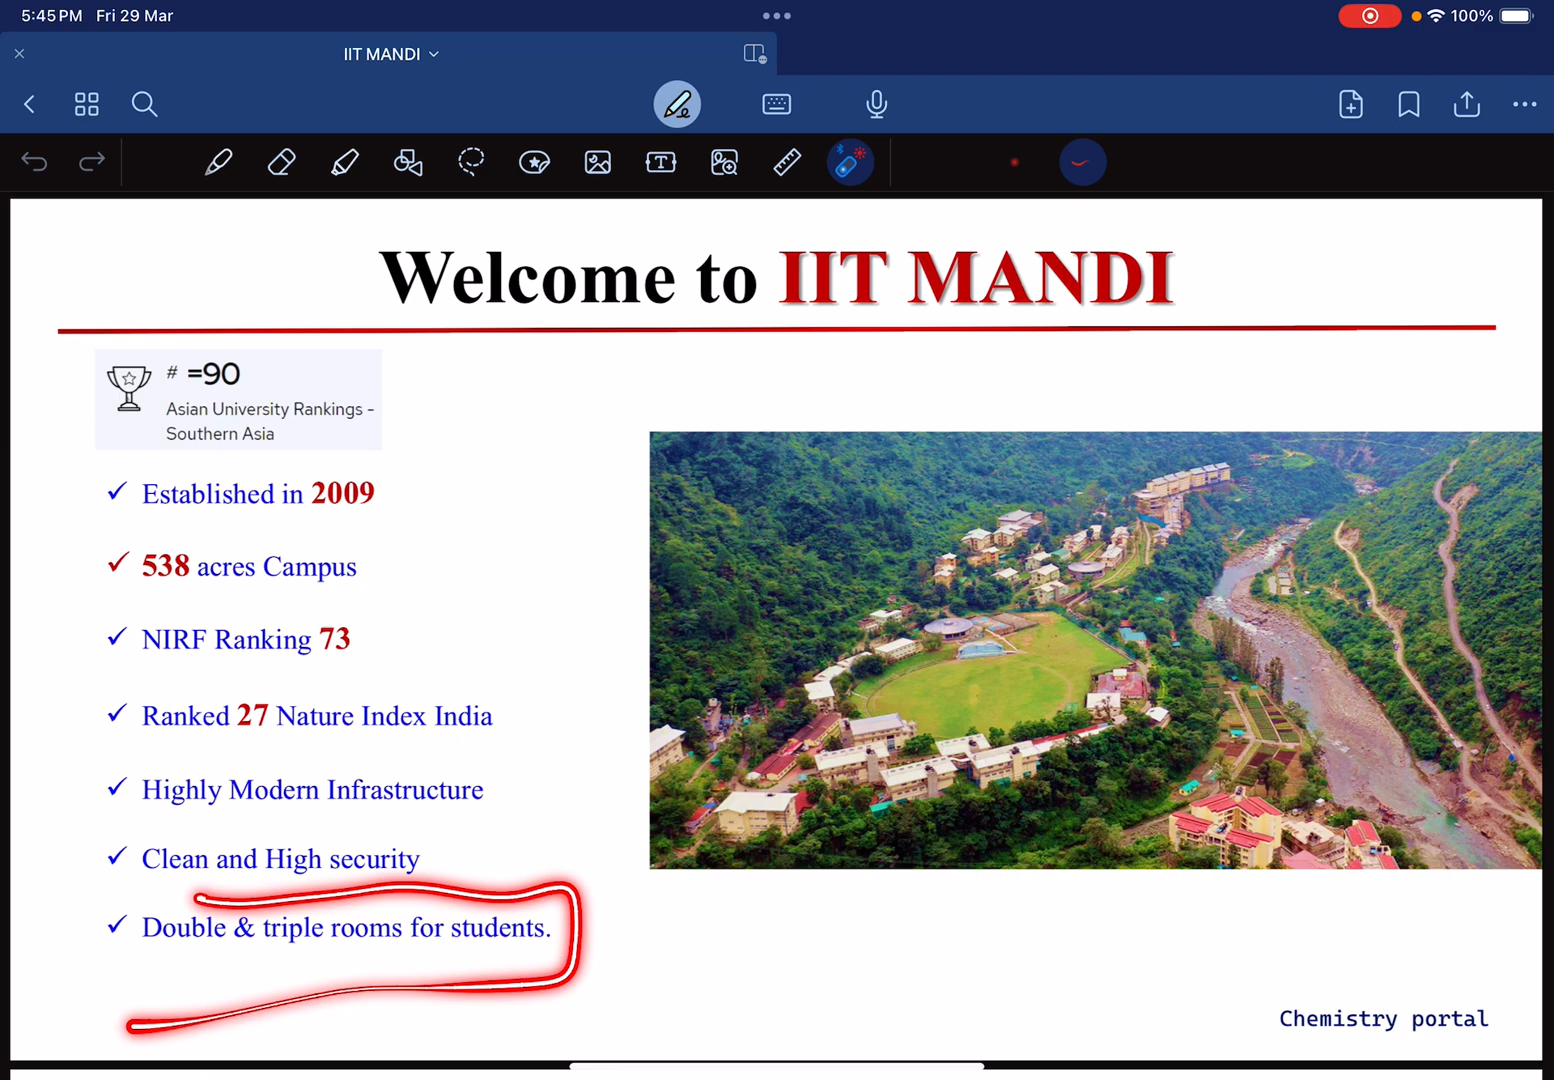 5:45 PM Fri 29 Mar
100%
IIT MANDI
Welcome to IIT MANDI
# =90
Asian University Rankings -
Southern Asia
✓ Established in 2009
✓ 538 acres Campus
✓ NIRF Ranking 73
✓ Ranked 27 Nature Index India
✓ Highly Modern Infrastructure
✓ Clean and High security
✓ Double & triple rooms for students.
Chemistry portal